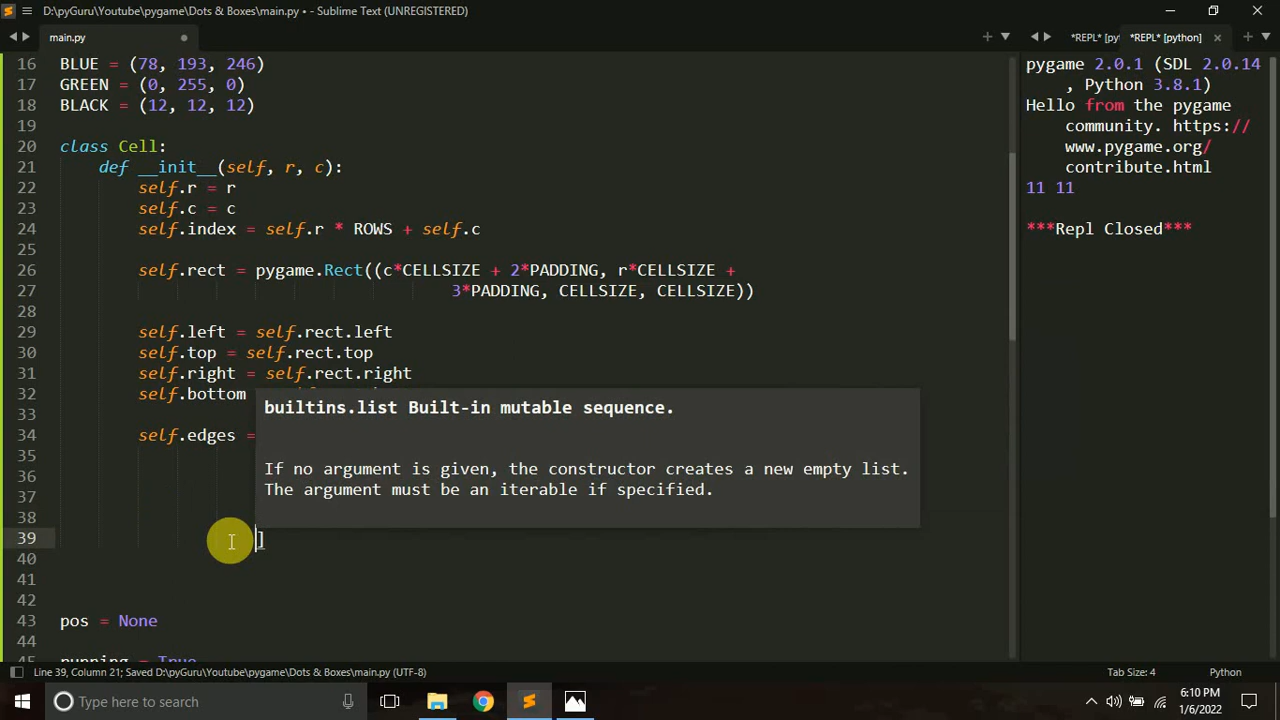 D:\pyGuru\Youtube\pygame\Dots & Boxes\main.py • - Sublime Text (UNREGISTERED)
main.py
*REPL* [pyt
*REPL* [python]
16 BLUE = (78, 193, 246)
17 GREEN = (0, 255, 0)
18 BLACK = (12, 12, 12)
19
20 class Cell:
21 def __init__(self, r, c):
22 self.r = r
23 self.c = c
24 self.index = self.r * ROWS + self.c
25
26 self.rect = pygame.Rect((c*CELLSIZE + 2*PADDING, r*CELLSIZE +
27 3*PADDING, CELLSIZE, CELLSIZE))
28
29 self.left = self.rect.left
30 self.top = self.rect.top
31 self.right = self.rect.right
32 self.bottom
33
34 self.edges =
35
36
37
38
39 ]
40
41
42
43 pos = None
44
45 running = True
builtins.list Built-in mutable sequence.
If no argument is given, the constructor creates a new empty list.
The argument must be an iterable if specified.
pygame 2.0.1 (SDL 2.0.14
, Python 3.8.1)
Hello from the pygame
community. https://
www.pygame.org/
contribute.html
11 11
***Repl Closed***
Line 39, Column 21; Saved D:\pyGuru\Youtube\pygame\Dots & Boxes\main.py (UTF-8)
Tab Size: 4
Python
Type here to search
6:10 PM
1/6/2022